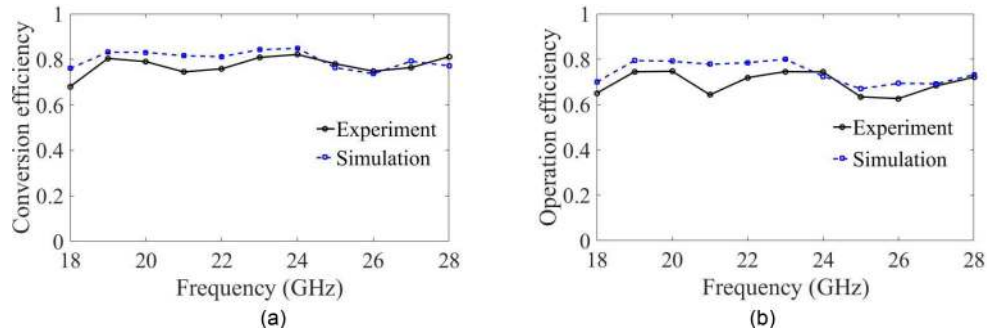 Conversion efficiency
1
0.8
0.6
0.4
0.2
0
Experiment
Simulation
18 20 22 24 26 28
Frequency (GHz)
(a)
Operation efficiency
1
0.8
0.6
0.4
0.2
0
Experiment
Simulation
18 20 22 24 26 28
Frequency (GHz)
(b)